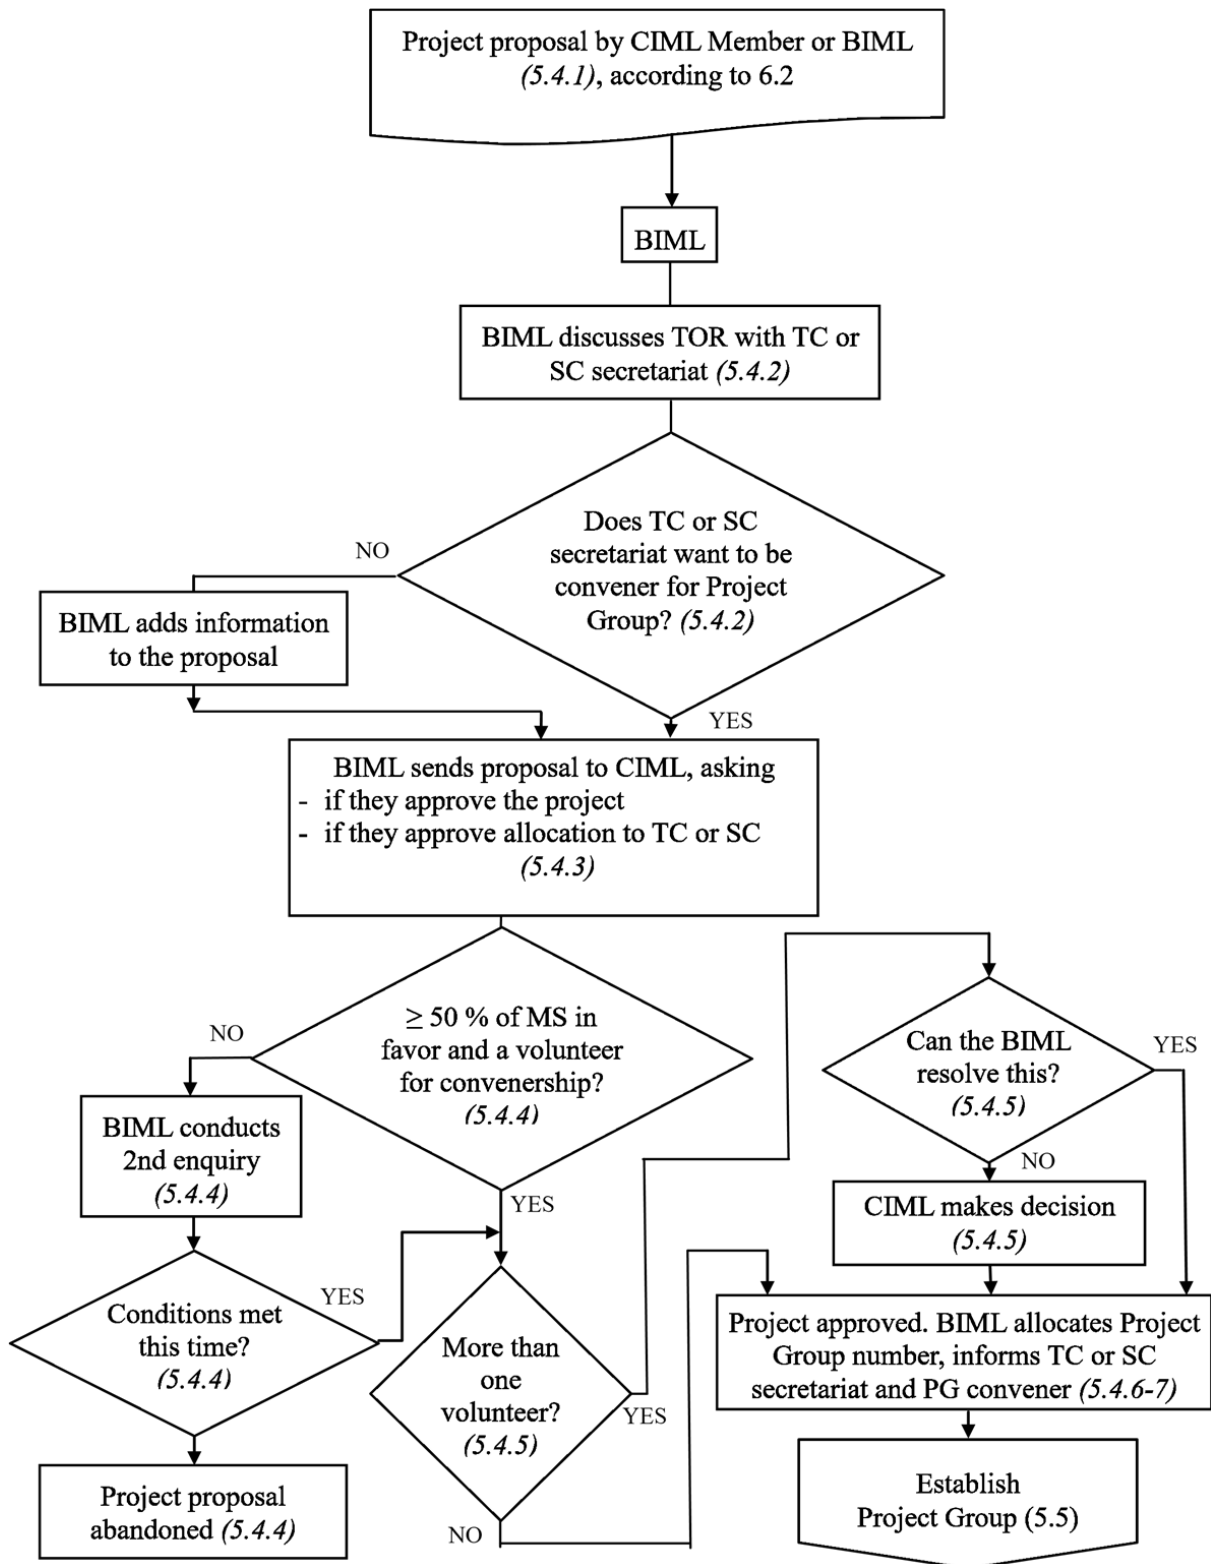 Project proposal by CIML Member or BIML
(5.4.1), according to 6.2
BIML
BIML discusses TOR with TC or
SC secretariat (5.4.2)
Does TC or SC
secretariat want to be
convener for Project
Group? (5.4.2)
NO
BIML adds information
to the proposal
YES
BIML sends proposal to CIML, asking
- if they approve the project
- if they approve allocation to TC or SC
(5.4.3)
≥ 50 % of MS in
favor and a volunteer
for convenership?
(5.4.4)
NO
BIML conducts
2nd enquiry
(5.4.4)
YES
Conditions met
this time?
(5.4.4)
YES
Project proposal
abandoned (5.4.4)
More than
one
volunteer?
(5.4.5)
YES
NO
Can the BIML
resolve this?
(5.4.5)
YES
NO
CIML makes decision
(5.4.5)
Project approved. BIML allocates Project
Group number, informs TC or SC
secretariat and PG convener (5.4.6-7)
Establish
Project Group (5.5)